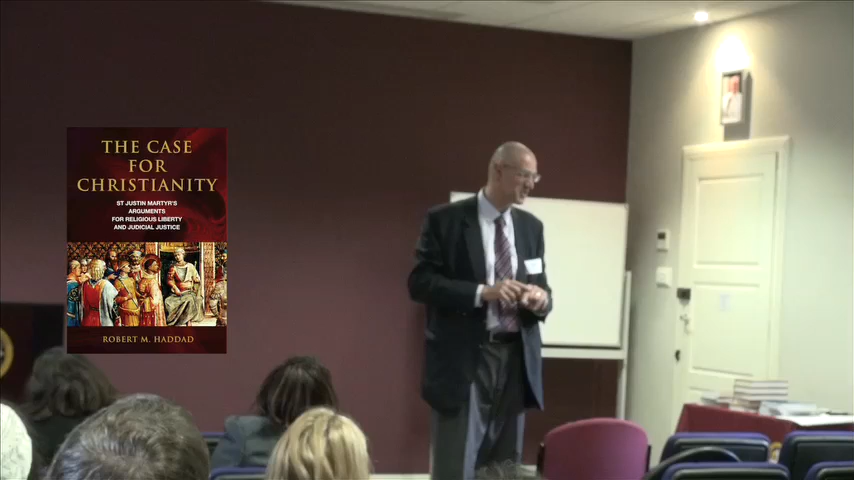 THE CASE
FOR
CHRISTIANITY
ST JUSTIN MARTYR'S
ARGUMENTS
FOR RELIGIOUS LIBERTY
AND JUDICIAL JUSTICE
ROBERT M. HADDAD